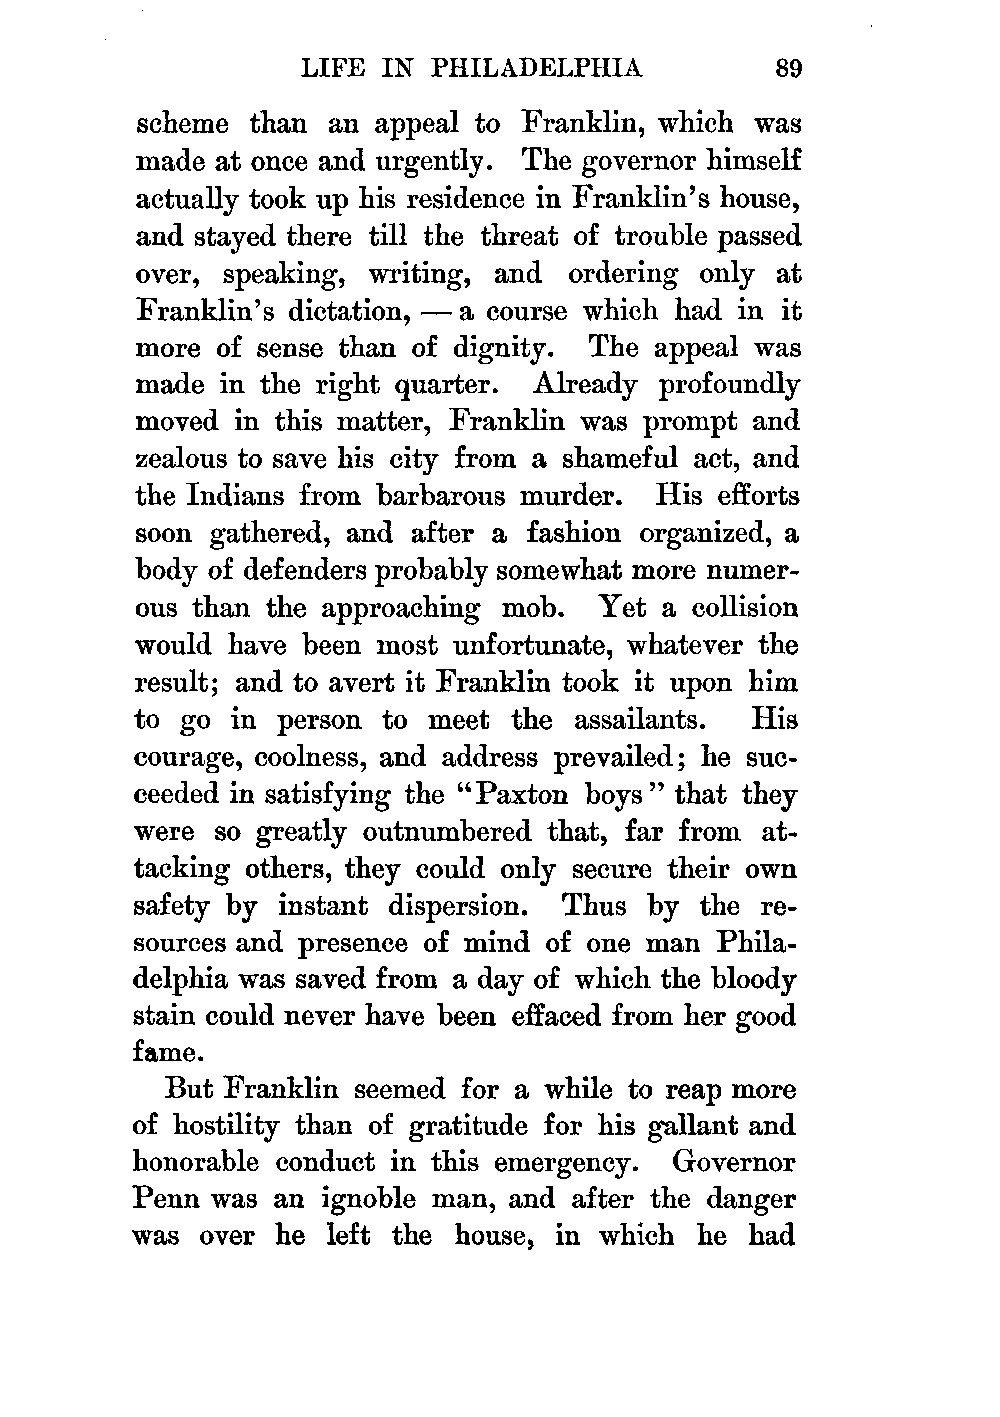 LIFE IN PHILADELPHIA 89
scheme than an appeal to Franklin, which was
made at once and urgently. The governor himself
actually took up his residence in Franklin's house,
and stayed there till the threat of trouble passed
over, speaking, writing, and ordering only at
Franklin's dictation, — a course which had in it
more of sense than of dignity. The appeal was
made in the right quarter. Already profoundly
moved in this matter, Franklin was prompt and
zealous to save his city from a shameful act, and
the Indians from barbarous murder. His efforts
soon gathered, and after a fashion organized, a
body of defenders probably somewhat more numer-
ous than the approaching mob. Yet a collision
would have been most unfortunate, whatever the
result; and to avert it Franklin took it upon him
to go in person to meet the assailants. His
courage, coolness, and address prevailed; he suc-
ceeded in satisfying the "Paxton boys" that they
were so greatly outnumbered that, far from at-
tacking others, they could only secure their own
safety by instant dispersion. Thus by the re-
sources and presence of mind of one man Phila-
delphia was saved from a day of which the bloody
stain could never have been effaced from her good
fame.
But Franklin seemed for a while to reap more
of hostility than of gratitude for his gallant and
honorable conduct in this emergency. Governor
Penn was an ignoble man, and after the danger
was over he left the house, in which he had